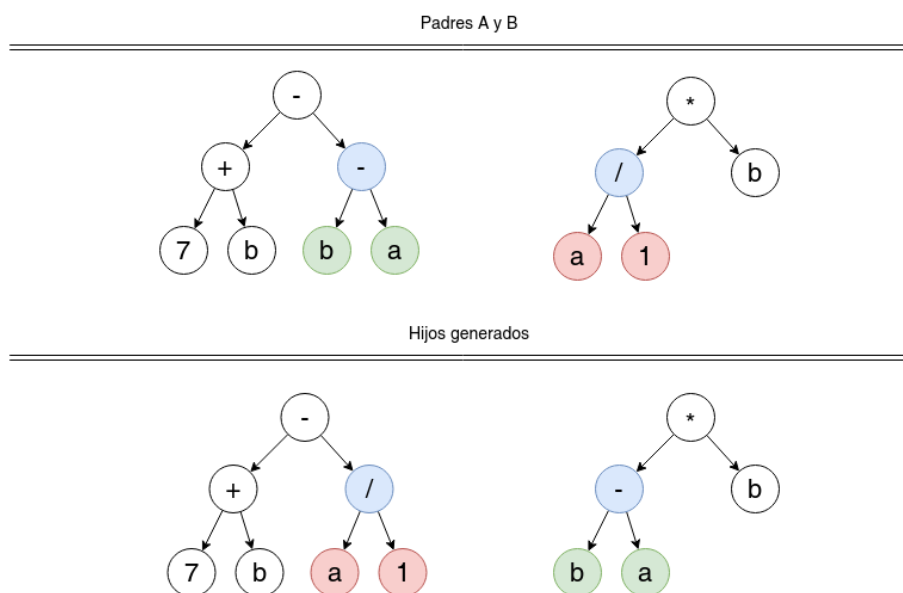 Padres A y B
- *
+ - / b
7 b b a a 1
Hijos generados
- *
+ / - b
7 b a 1 b a